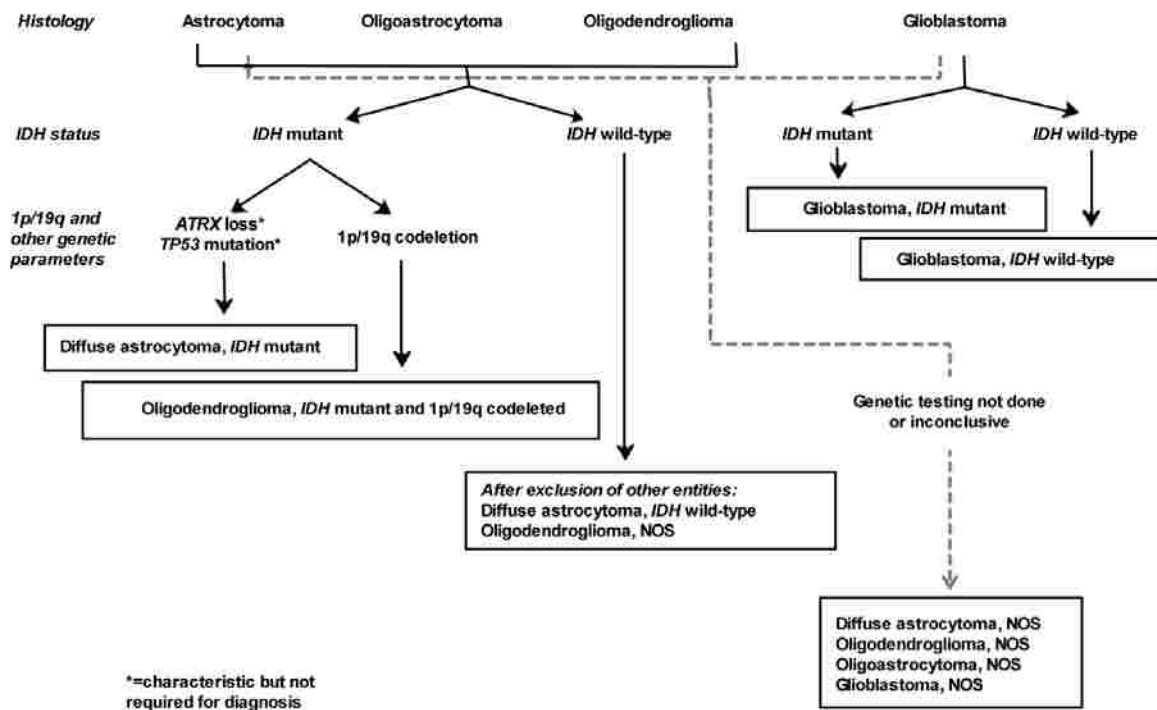 Histology
Astrocytoma
Oligoastrocytoma
Oligodendroglioma
Glioblastoma
IDH status
IDH mutant
IDH wild-type
IDH mutant
IDH wild-type
1p/19q and
other genetic
parameters
ATRX loss*
TP53 mutation*
1p/19q codeletion
Glioblastoma, IDH mutant
Glioblastoma, IDH wild-type
Diffuse astrocytoma, IDH mutant
Oligodendroglioma, IDH mutant and 1p/19q codeleted
Genetic testing not done
or inconclusive
After exclusion of other entities:
Diffuse astrocytoma, IDH wild-type
Oligodendroglioma, NOS
Diffuse astrocytoma, NOS
Oligodendroglioma, NOS
Oligoastrocytoma, NOS
Glioblastoma, NOS
*=characteristic but not
required for diagnosis